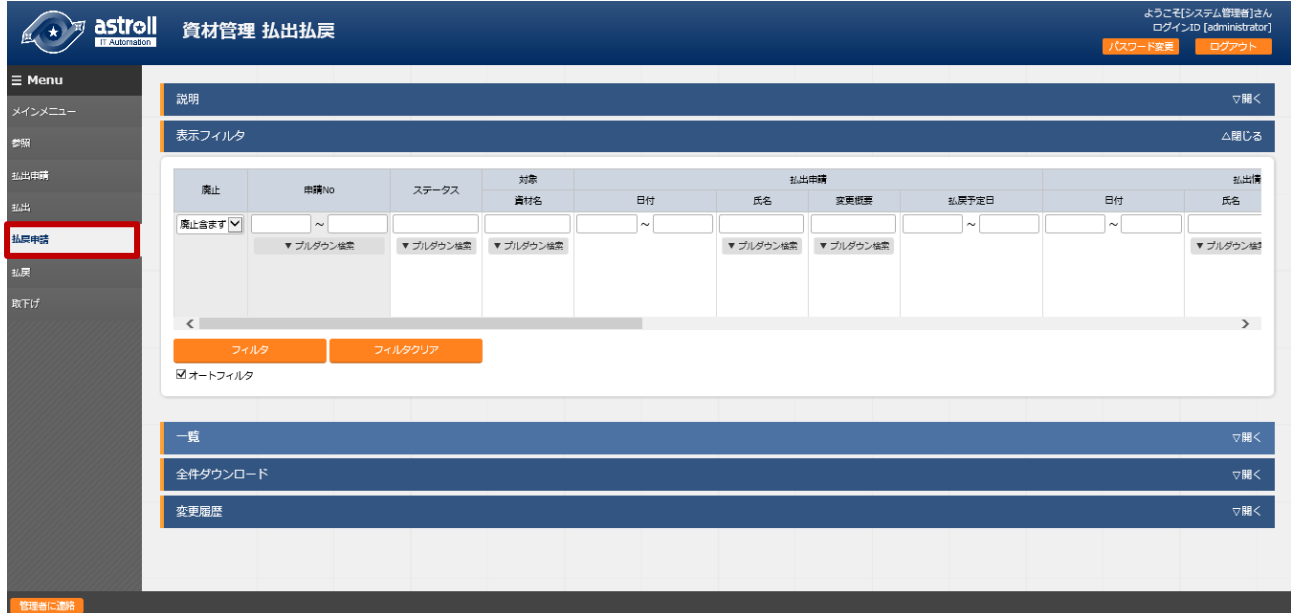 astroll
IT Automation
資材管理 払出払戻
ようこそ[システム管理者]さん
ログインID [administrator]
パスワード変更 ログアウト
☰ Menu
メインメニュー
参照
払出申請
払出
払戻申請
払戻
取下げ
説明 ▽開く
表示フィルタ △閉じる
廃止 申請No ステータス 対象 払出申請 払出情
資材名 日付 氏名 変更概要 払戻予定日 日付 氏名
廃止含まず ~ ~ ~ ~
▼ プルダウン検索 ▼ プルダウン検索 ▼ プルダウン検索 ▼ プルダウン検索 ▼ プルダウン検索 ▼ プルダウン検索
フィルタ フィルタクリア
オートフィルタ
一覧 ▽開く
全件ダウンロード ▽開く
変更履歴 ▽開く
管理者に連絡